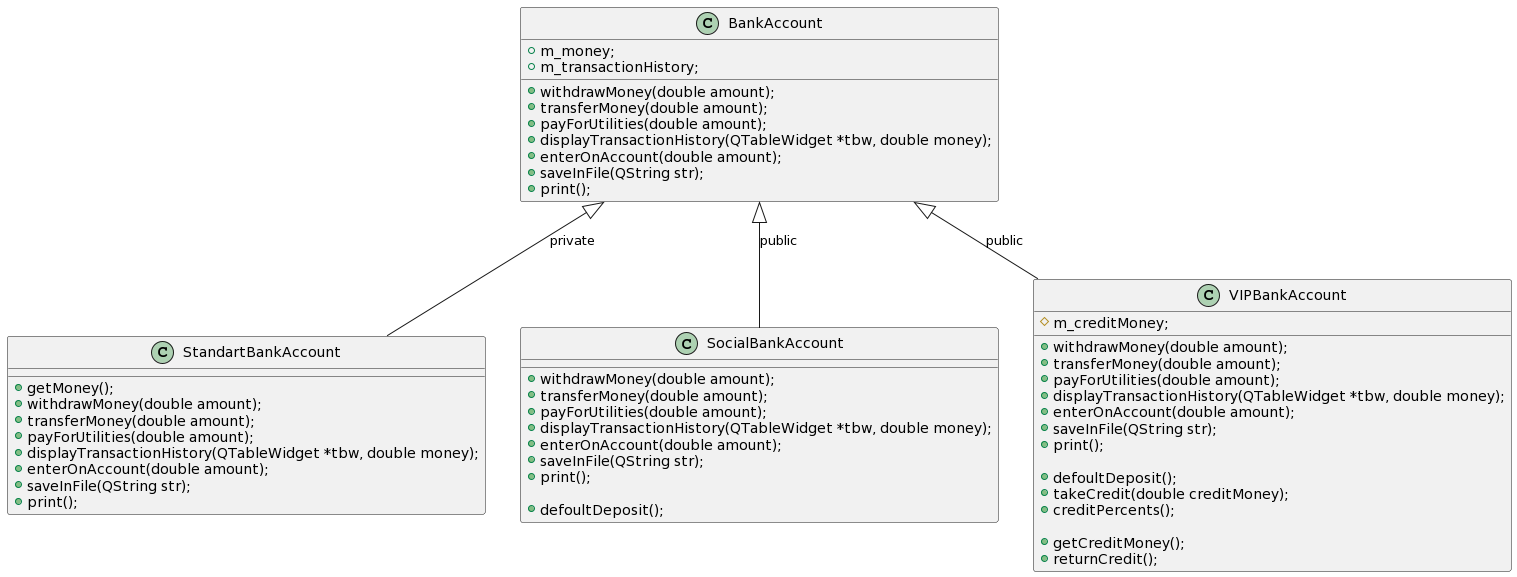 C BankAccount
m_money;
m_transactionHistory;
withdrawMoney(double amount);
transferMoney(double amount);
payForUtilities(double amount);
displayTransactionHistory(QTableWidget *tbw, double money);
enterOnAccount(double amount);
saveInFile(QString str);
print();
private
public
public
C StandartBankAccount
getMoney();
withdrawMoney(double amount);
transferMoney(double amount);
payForUtilities(double amount);
displayTransactionHistory(QTableWidget *tbw, double money);
enterOnAccount(double amount);
saveInFile(QString str);
print();
C SocialBankAccount
withdrawMoney(double amount);
transferMoney(double amount);
payForUtilities(double amount);
displayTransactionHistory(QTableWidget *tbw, double money);
enterOnAccount(double amount);
saveInFile(QString str);
print();
defoultDeposit();
C VIPBankAccount
m_creditMoney;
withdrawMoney(double amount);
transferMoney(double amount);
payForUtilities(double amount);
displayTransactionHistory(QTableWidget *tbw, double money);
enterOnAccount(double amount);
saveInFile(QString str);
print();
defoultDeposit();
takeCredit(double creditMoney);
creditPercents();
getCreditMoney();
returnCredit();